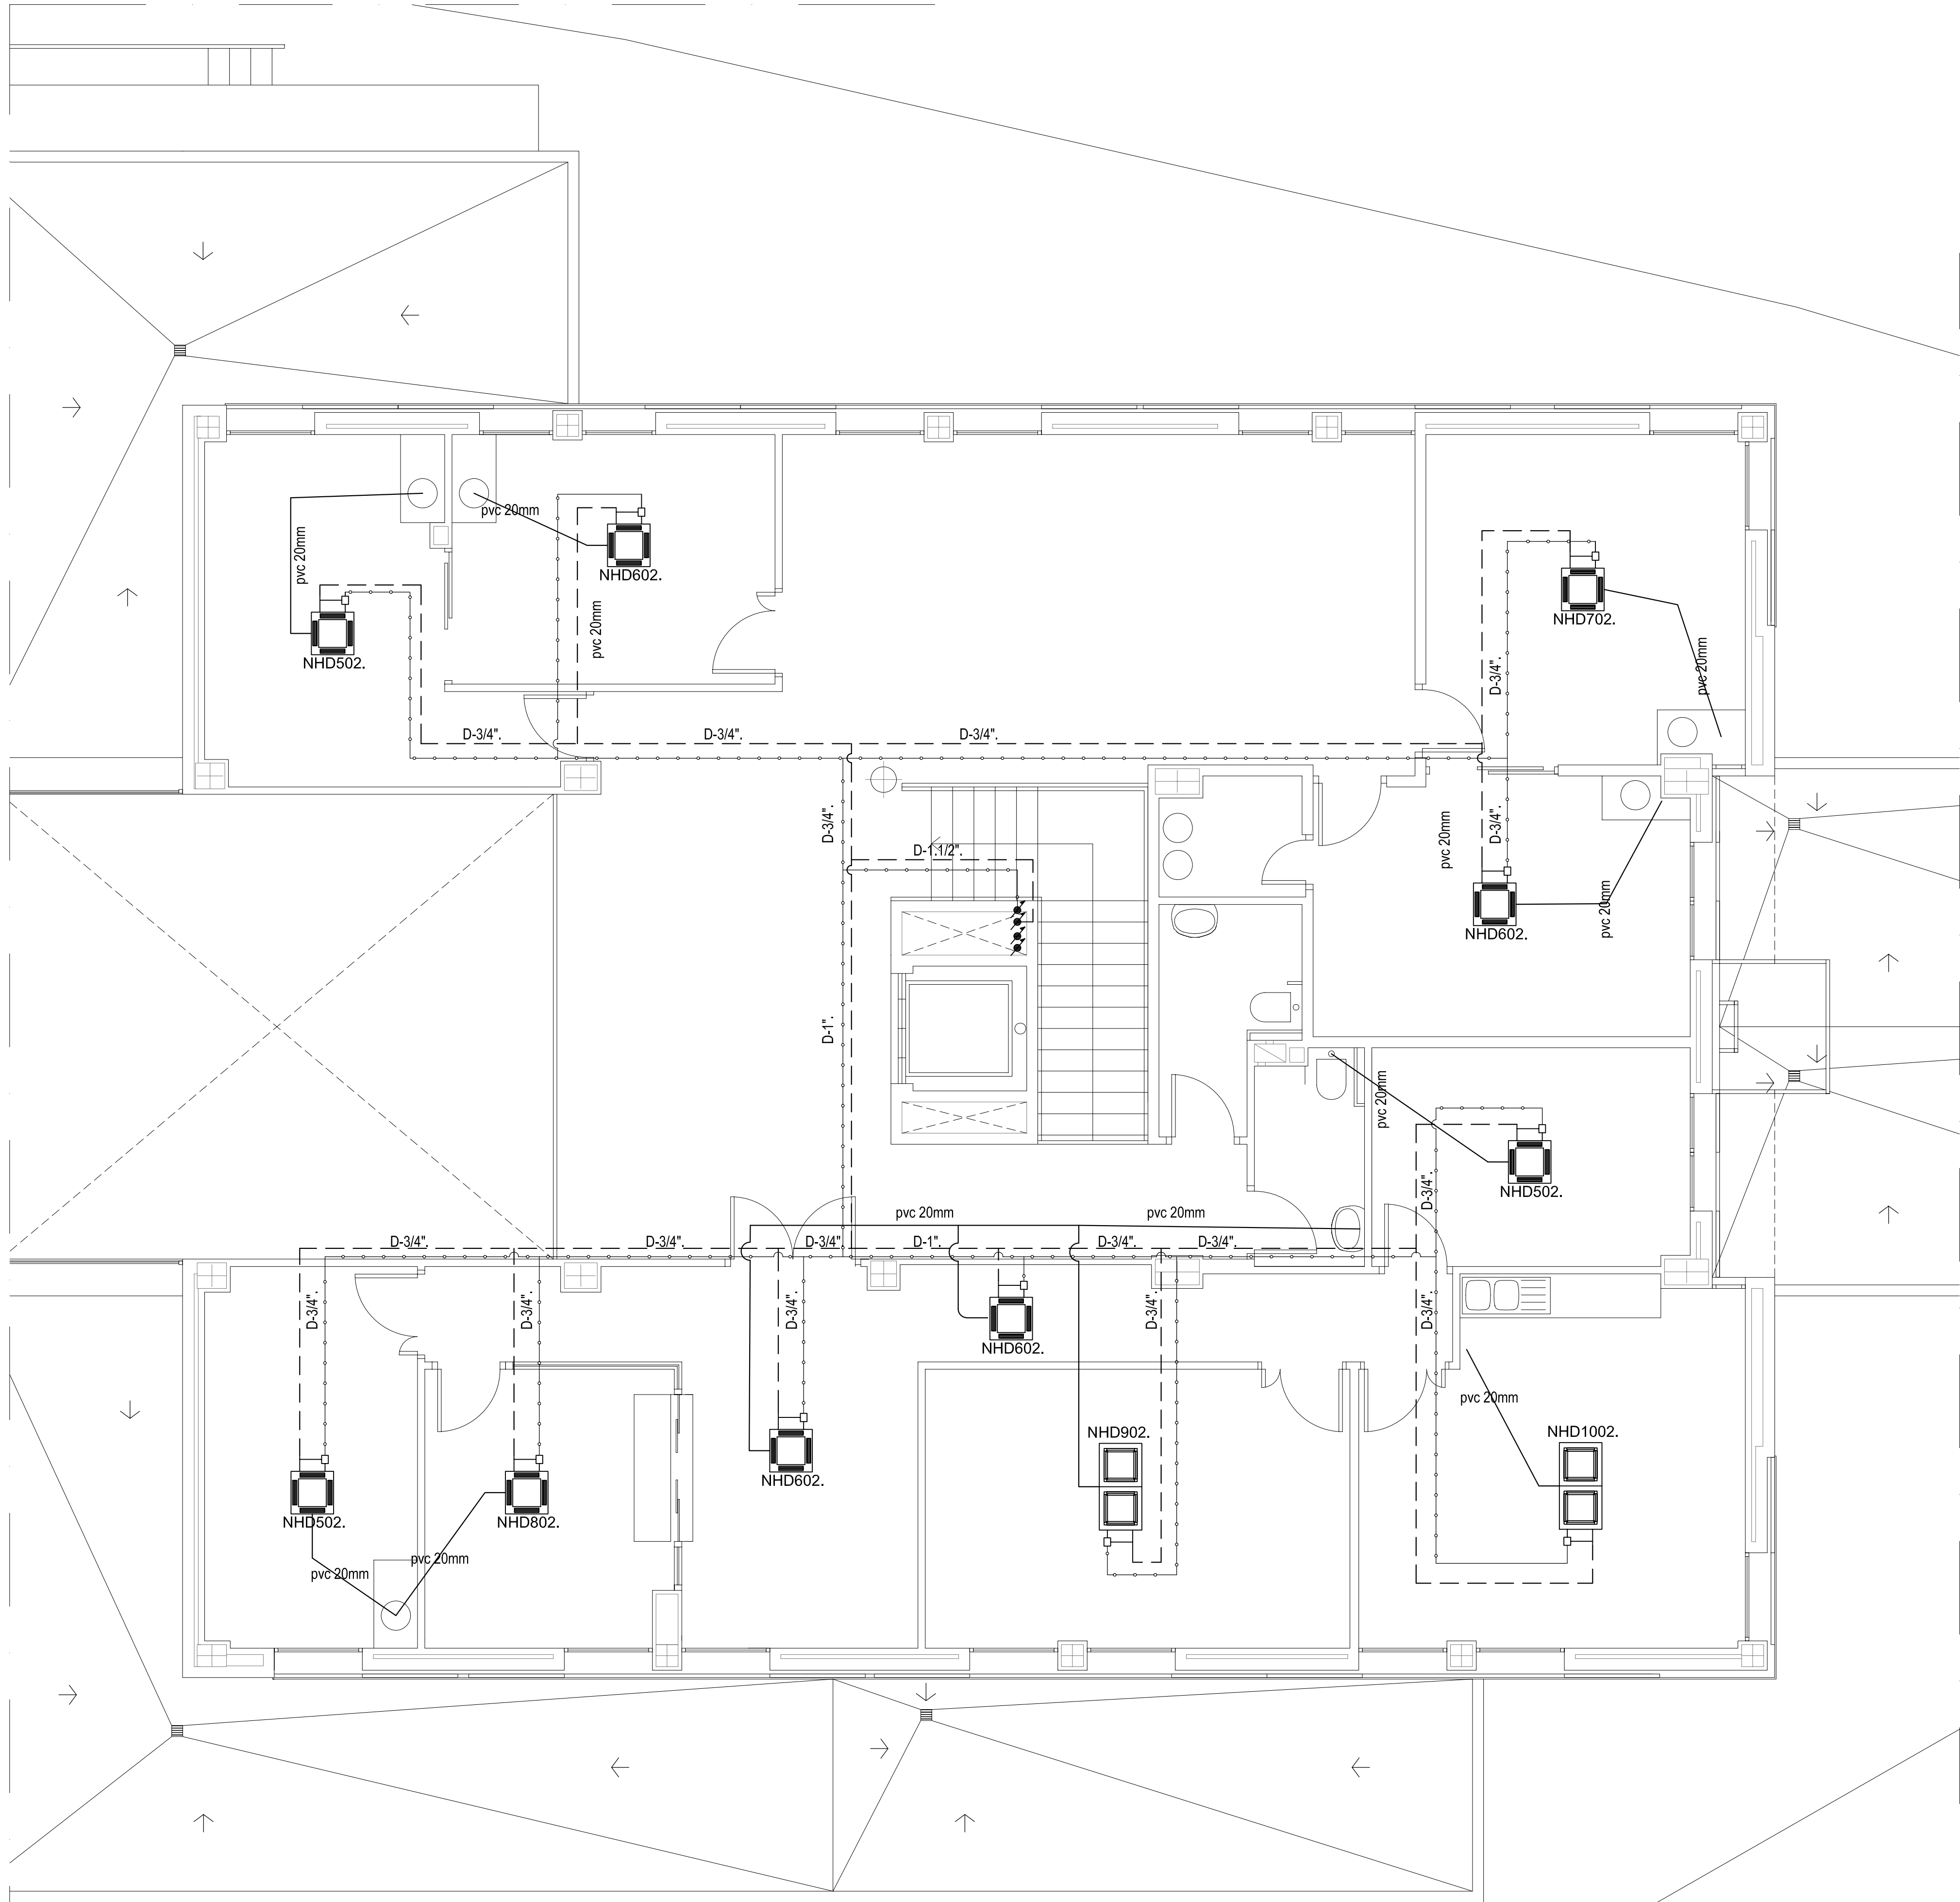 pvc 20mm
pvc 20mm
NHD602.
pvc 20mm
NHD702.
pvc 20mm
NHD502.
D-3/4".
pvc 20mm
D-3/4".
D-3/4".
D-3/4".
D-3/4".
D-3/4".
pvc 20mm
D-1.1/2".
pvc 20mm
NHD602.
D-1".
pvc 20mm
NHD502.
D-3/4".
pvc 20mm
pvc 20mm
D-3/4".
D-3/4".
D-3/4"
D-1".
D-3/4".
D-3/4".
D-3/4".
D-3/4".
D-3/4".
D-3/4".
D-3/4".
NHD602.
pvc 20mm
NHD902.
NHD1002.
NHD602.
NHD502.
NHD802.
pvc 20mm
pvc 20mm